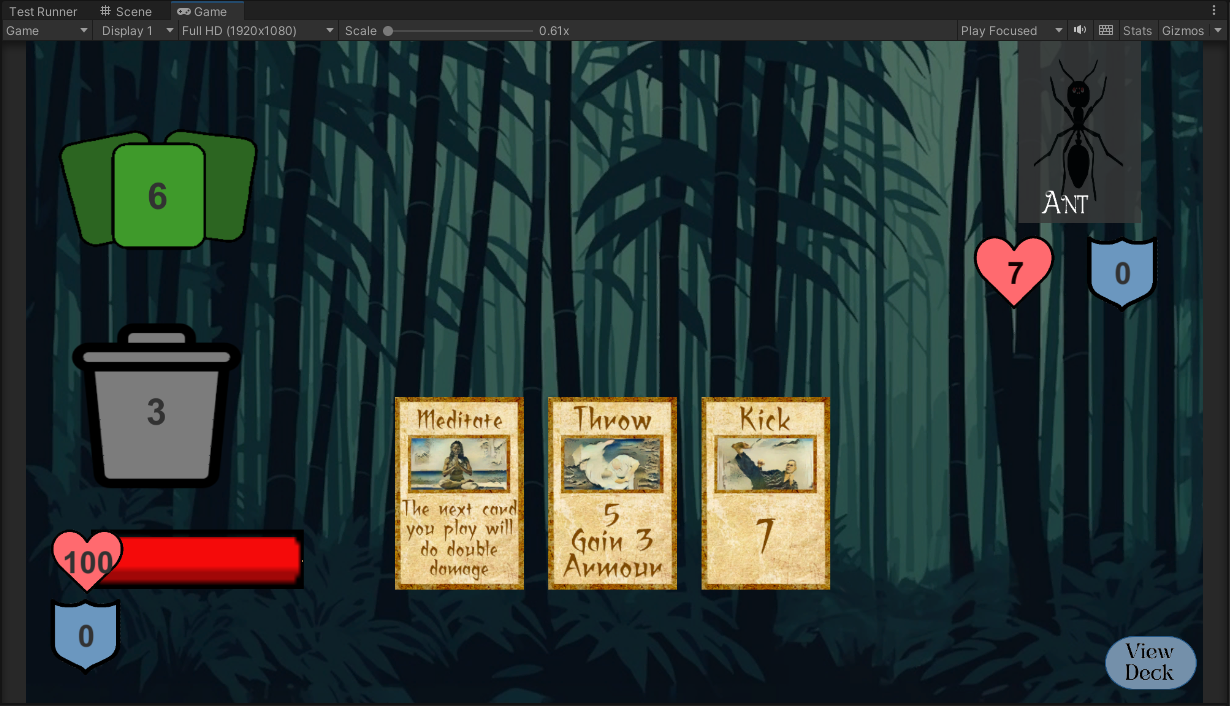 Test Runner
Scene
Game
Game
Display 1
Full HD (1920x1080)
Scale
0.61x
Play Focused
Stats
Gizmos
6
3
100
0
Ant
7
0
Meditate
The next card
you play will
do double
damage
Throw
5
Gain 3
Armour
Kick
7
View
Deck